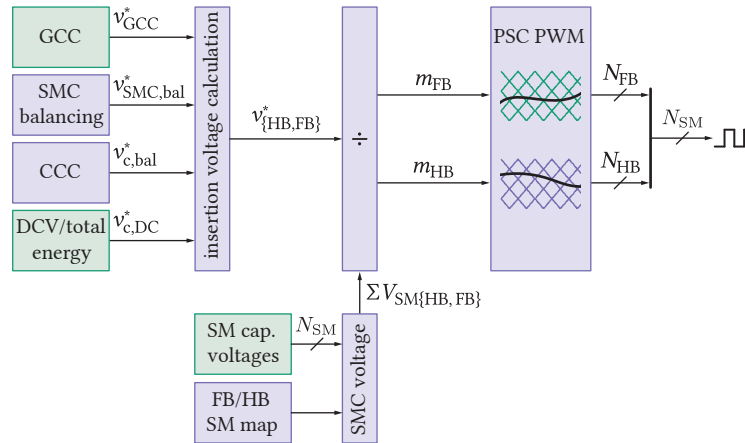 GCC
v*GCC
SMC
balancing
v*SMC,bal
CCC
v*c,bal
DCV/total
energy
v*c,DC
insertion voltage calculation
v*{HB,FB}
÷
mFB
mHB
PSC PWM
NFB
NHB
NSM
ΣVSM{HB, FB}
SM cap.
voltages
NSM
FB/HB
SM map
SMC voltage